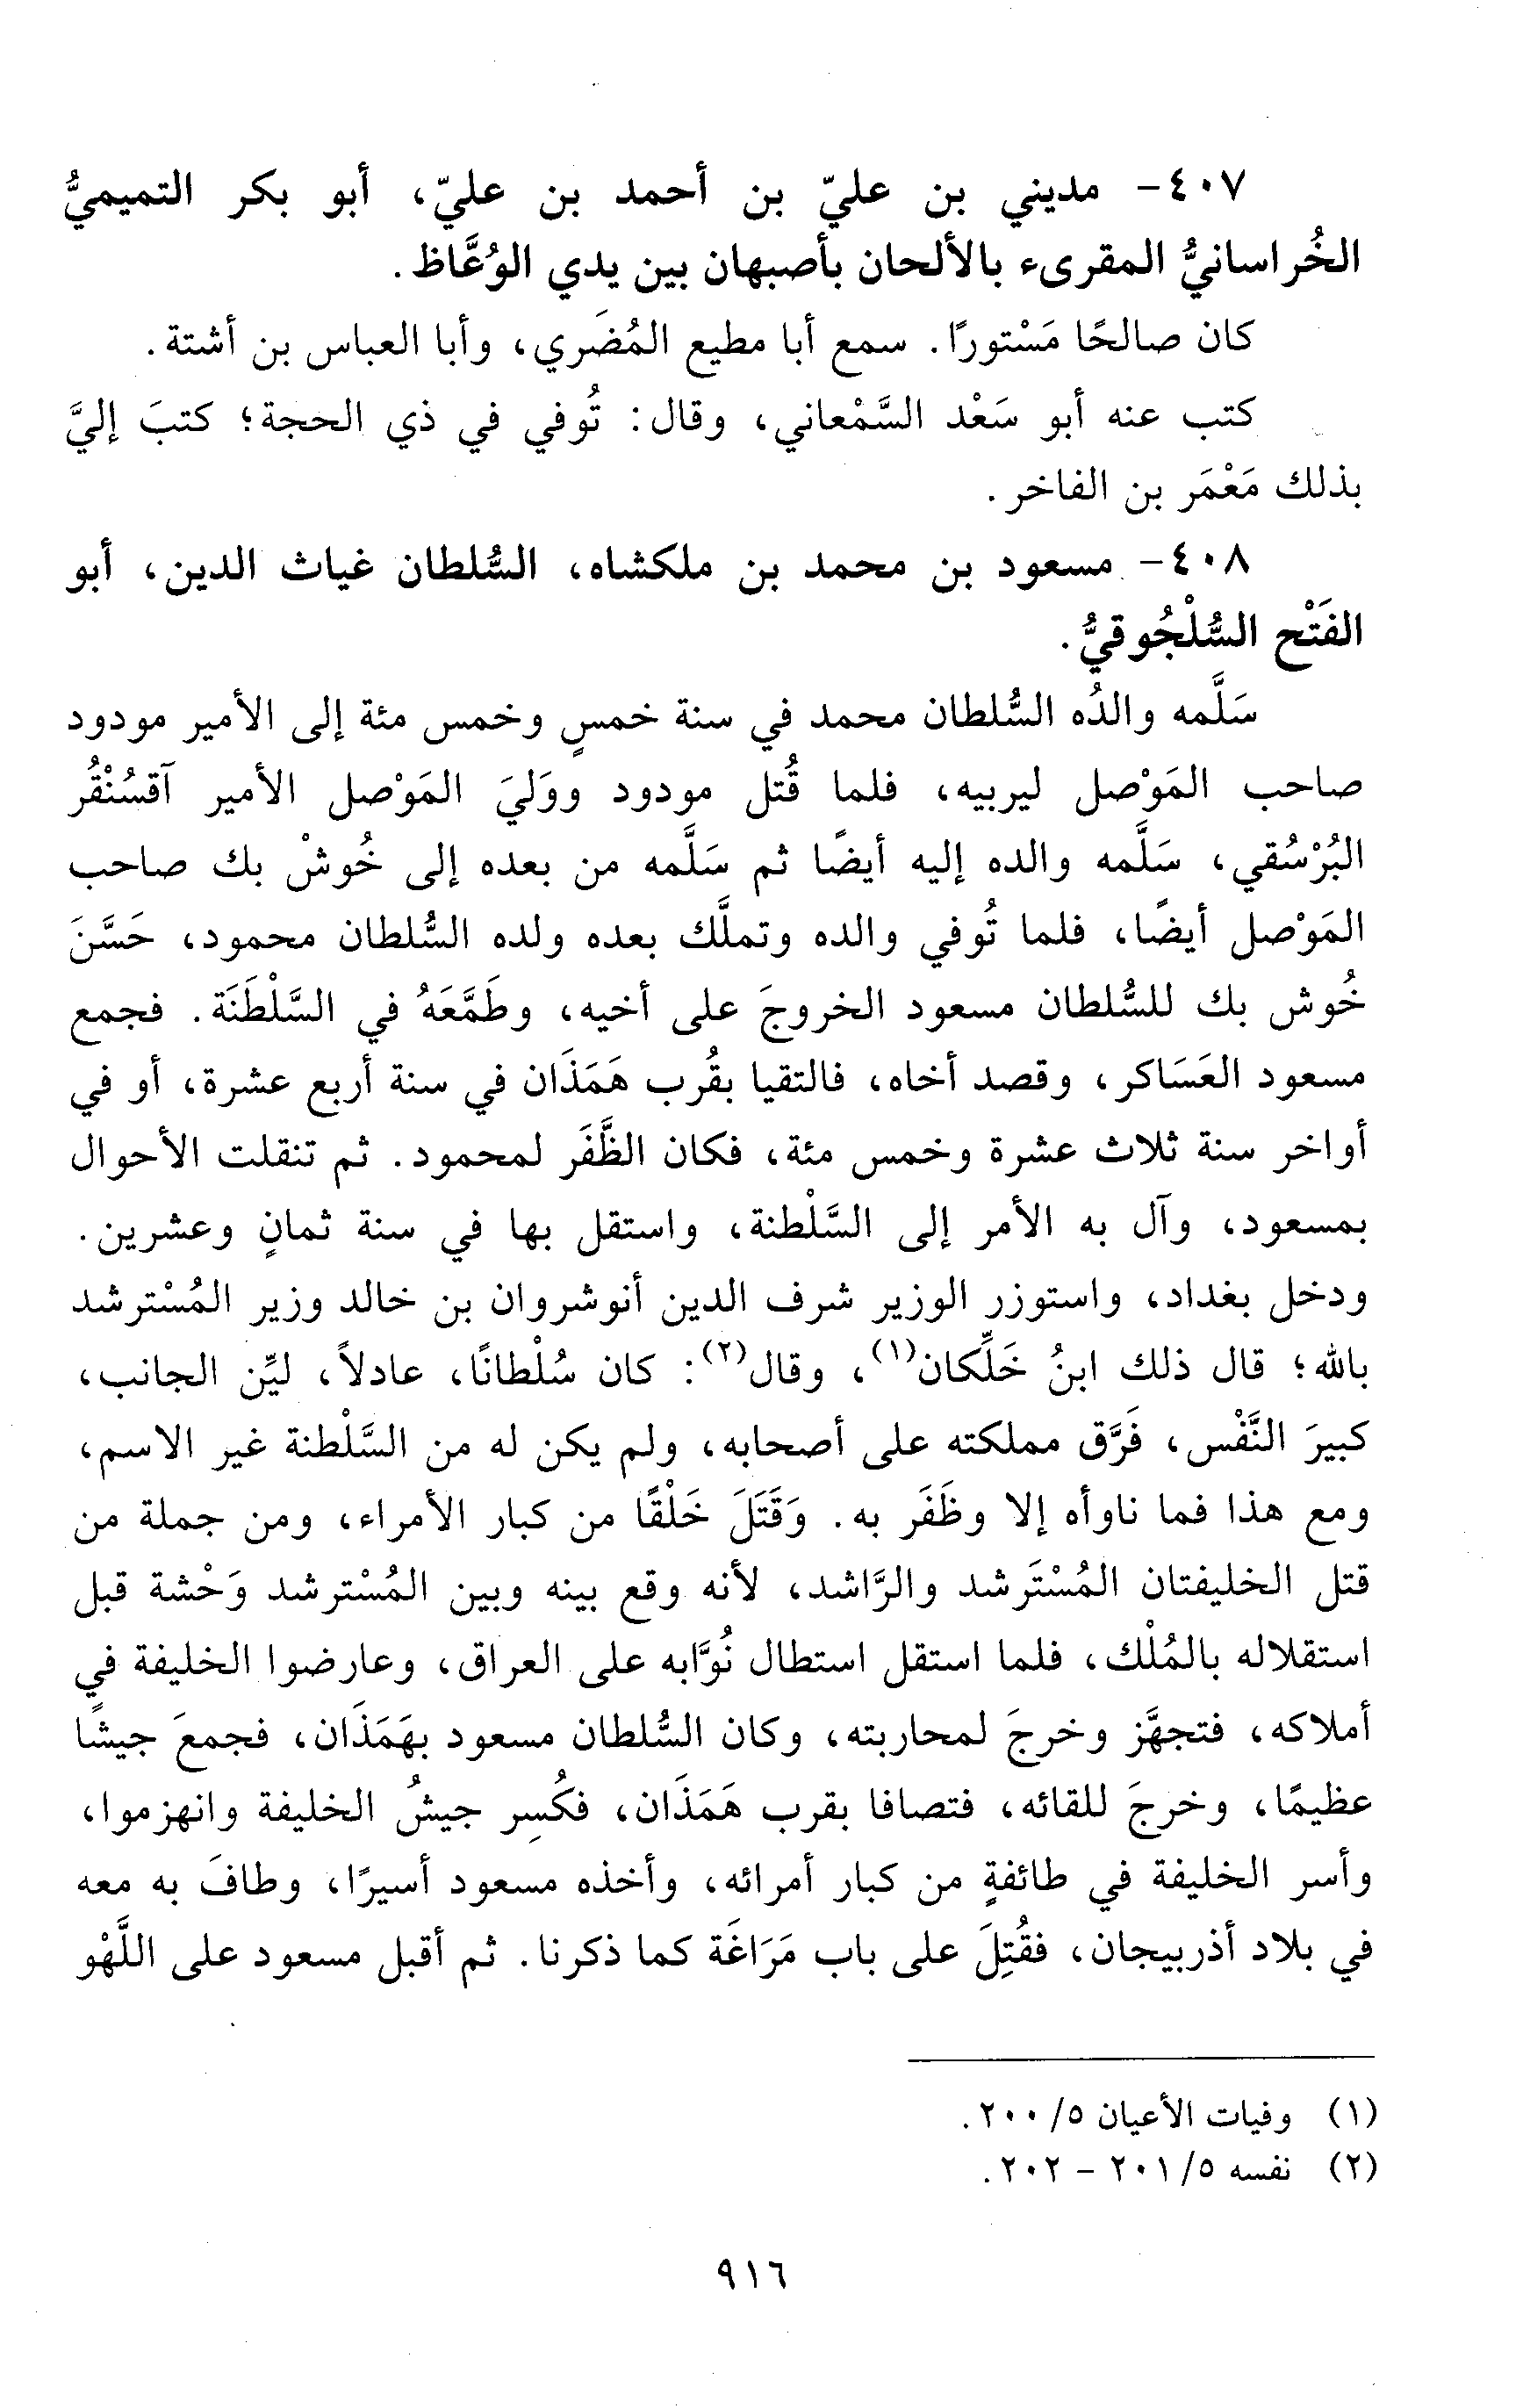 ٤٠٧- مديني بن عليّ بن أحمد بن عليّ، أبو بكر التميميُّ
الخُراسانيُّ المقرىء بالألحان بأصبهان بين يدي الوُعَّاظ.
كان صالحًا مَسْتورًا. سمع أبا مطيع المُضَري، وأبا العباس بن أشتة.
كتب عنه أبو سَعْد السَّمْعاني، وقال: تُوفي في ذي الحجة؛ كتبَ إليَّ
بذلك مَعْمَر بن الفاخر.
٤٠٨- مسعود بن محمد بن ملكشاه، السُّلطان غياث الدين، أبو
الفَتْح السُّلْجُوقيُّ.
سَلَّمه والدُه السُّلطان محمد في سنة خمسٍ وخمس مئة إلى الأمير مودود
صاحب المَوْصل ليربيه، فلما قُتل مودود ووَليَ المَوْصل الأمير آقسُنْقُر
البُرْسُقي، سَلَّمه والده إليه أيضًا ثم سَلَّمه من بعده إلى خُوشْ بك صاحب
المَوْصل أيضًا، فلما تُوفي والده وتملَّك بعده ولده السُّلطان محمود، حَسَّنَ
خُوش بك للسُّلطان مسعود الخروجَ على أخيه، وطَمَّعَهُ في السَّلْطَنَة. فجمع
مسعود العَسَاكر، وقصد أخاه، فالتقيا بقُرب هَمَذَان في سنة أربع عشرة، أو في
أواخر سنة ثلاث عشرة وخمس مئة، فكان الظَّفَر لمحمود. ثم تنقلت الأحوال
بمسعود، وآل به الأمر إلى السَّلْطنة، واستقل بها في سنة ثمانٍ وعشرين.
ودخل بغداد، واستوزر الوزير شرف الدين أنوشروان بن خالد وزير المُسْترشد
بالله؛ قال ذلك ابنُ خَلِّكان(١)، وقال(٢): كان سُلْطانًا، عادلاً، ليِّن الجانب،
كبيرَ النَّفْس، فَرَّق مملكته على أصحابه، ولم يكن له من السَّلْطنة غير الاسم،
ومع هذا فما ناوأه إلا وظَفَر به. وَقَتَلَ خَلْقًا من كبار الأمراء، ومن جملة من
قتل الخليفتان المُسْتَرشد والرَّاشد، لأنه وقع بينه وبين المُسْترشد وَحْشة قبل
استقلاله بالمُلْك، فلما استقل استطال نُوَّابه على العراق، وعارضوا الخليفة في
أملاكه، فتجهَّز وخرجَ لمحاربته، وكان السُّلطان مسعود بهَمَذَان، فجمعَ جيشًا
عظيمًا، وخرجَ للقائه، فتصافا بقرب هَمَذَان، فكُسِر جيشُ الخليفة وانهزموا،
وأسر الخليفة في طائفةٍ من كبار أمرائه، وأخذه مسعود أسيرًا، وطافَ به معه
في بلاد أذربيجان، فقُتِلَ على باب مَرَاغَة كما ذكرنا. ثم أقبل مسعود على اللَّهْو
(١) وفيات الأعيان ٥/ ٢٠٠.
(٢) نفسه ٥/ ٢٠١ - ٢٠٢.
٩١٦